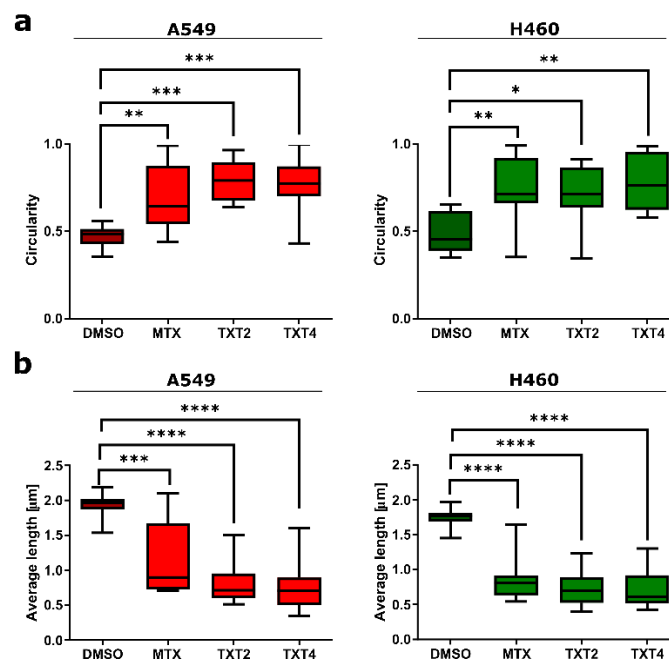 a
A549
H460
***
***
**
**
*
**
Circularity
1.0
0.5
0.0
DMSO MTX TXT2 TXT4
Circularity
1.0
0.5
0.0
DMSO MTX TXT2 TXT4
b
A549
H460
****
****
***
****
****
****
Average length [µm]
2.5
2.0
1.5
1.0
0.5
0.0
DMSO MTX TXT2 TXT4
Average length [µm]
2.5
2.0
1.5
1.0
0.5
0.0
DMSO MTX TXT2 TXT4